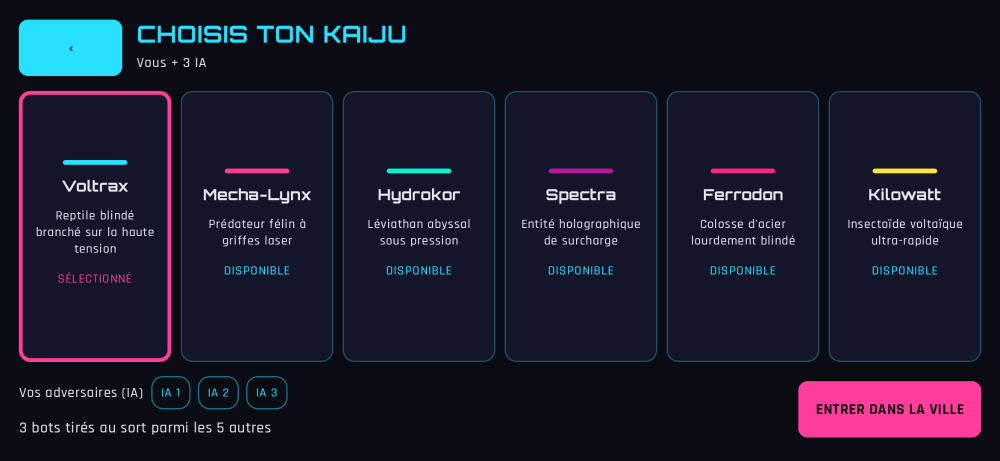 ‹
CHOISIS TON KAIJU
Vous + 3 IA
Voltrax
Reptile blindé
branché sur la haute
tension
SÉLECTIONNÉ
Mecha-Lynx
Prédateur félin à
griffes laser
DISPONIBLE
Hydrokor
Léviathan abyssal
sous pression
DISPONIBLE
Spectra
Entité holographique
de surcharge
DISPONIBLE
Ferrodon
Colosse d'acier
lourdement blindé
DISPONIBLE
Kilowatt
Insectoïde voltaïque
ultra-rapide
DISPONIBLE
Vos adversaires (IA) IA 1 IA 2 IA 3
3 bots tirés au sort parmi les 5 autres
ENTRER DANS LA VILLE